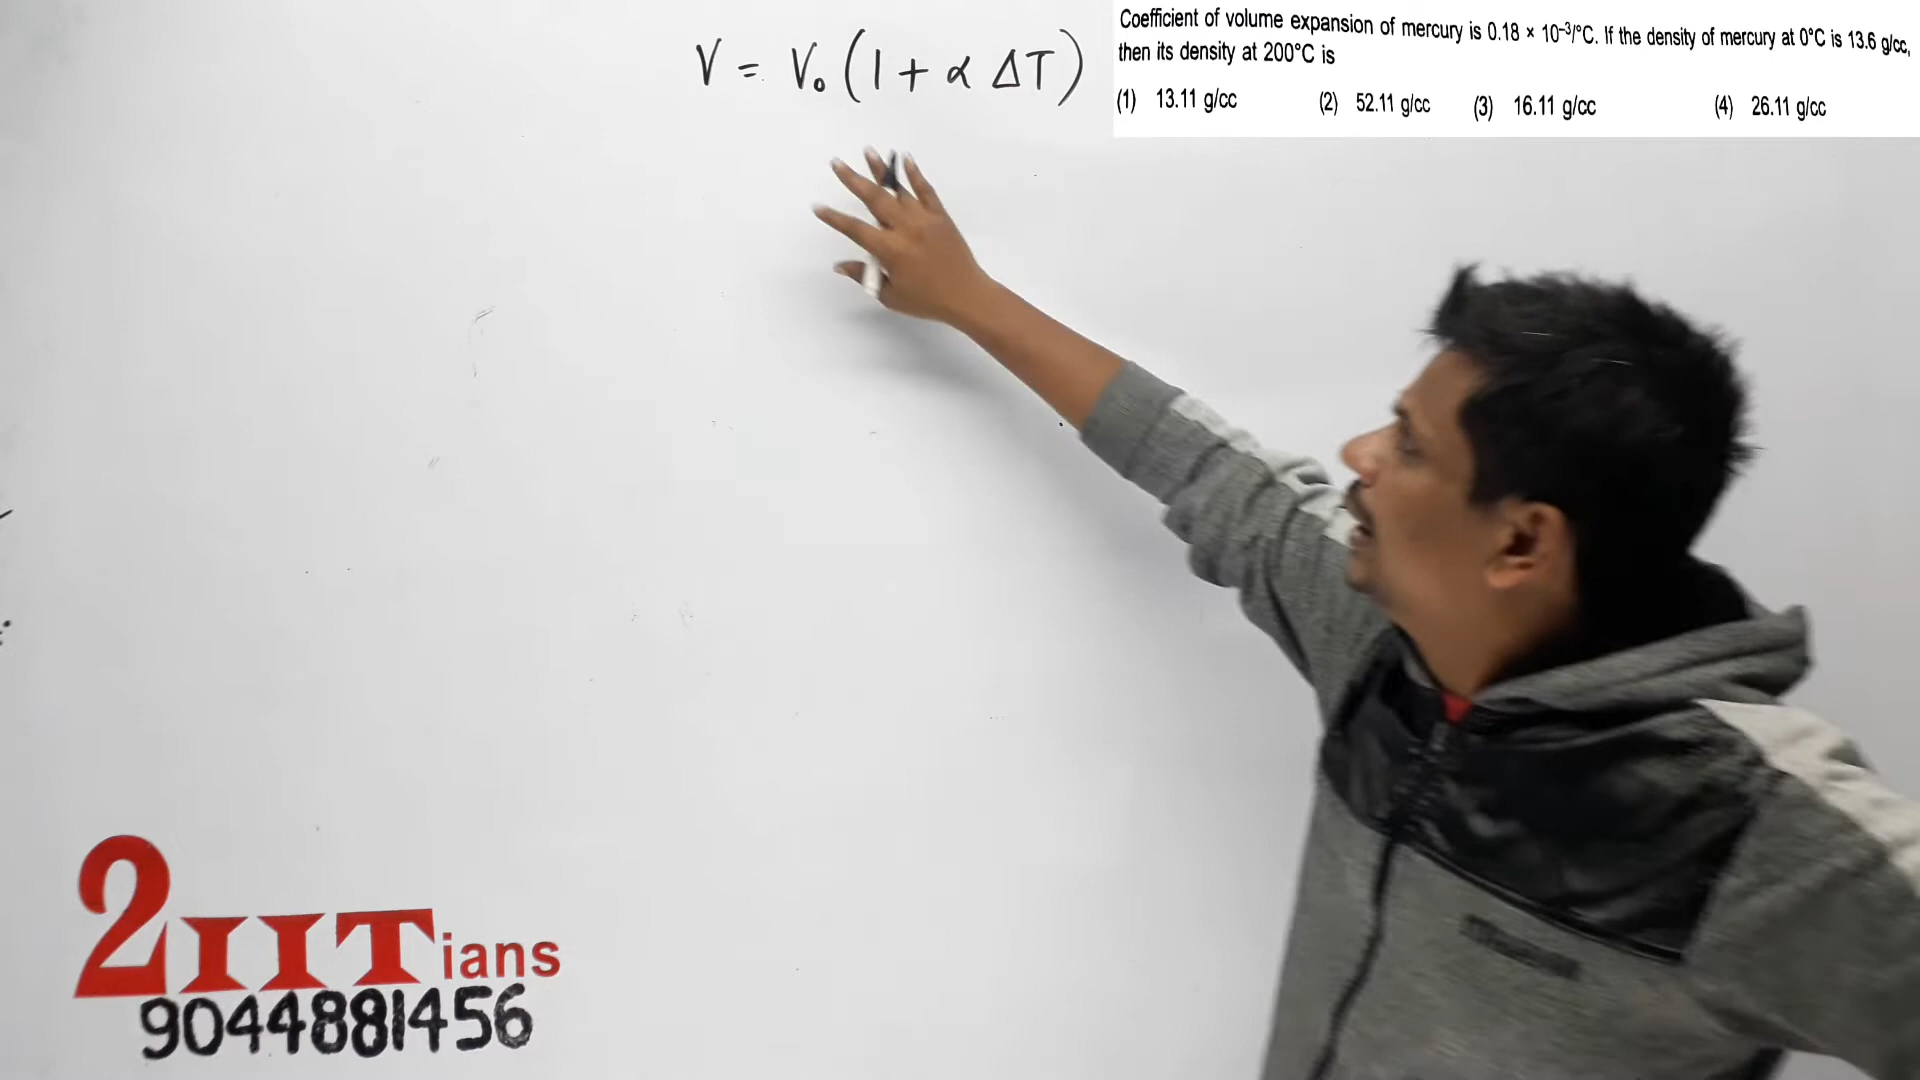 V = V₀ (1 + α ΔT)
Coefficient of volume expansion of mercury is 0.18 × 10⁻³/°C. If the density of mercury at 0°C is 13.6 g/cc,
then its density at 200°C is
(1) 13.11 g/cc (2) 52.11 g/cc (3) 16.11 g/cc (4) 26.11 g/cc
2IITians
9044881456